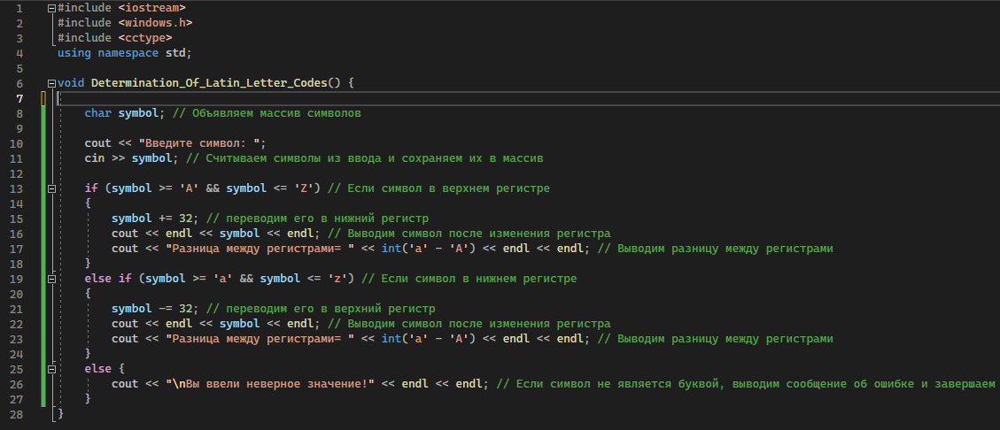 1 #include <iostream>
2 #include <windows.h>
3 #include <cctype>
4 using namespace std;
5
6 void Determination_Of_Latin_Letter_Codes() {
7
8 char symbol; // Объявляем массив символов
9
10 cout << "Введите символ: ";
11 cin >> symbol; // Считываем символы из ввода и сохраняем их в массив
12
13 if (symbol >= 'A' && symbol <= 'Z') // Если символ в верхнем регистре
14 {
15 symbol += 32; // переводим его в нижний регистр
16 cout << endl << symbol << endl; // Выводим символ после изменения регистра
17 cout << "Разница между регистрами= " << int('a' - 'A') << endl << endl; // Выводим разницу между регистрами
18 }
19 else if (symbol >= 'a' && symbol <= 'z') // Если символ в нижнем регистре
20 {
21 symbol -= 32; // переводим его в верхний регистр
22 cout << endl << symbol << endl; // Выводим символ после изменения регистра
23 cout << "Разница между регистрами= " << int('a' - 'A') << endl << endl; // Выводим разницу между регистрами
24 }
25 else {
26 cout << "\nВы ввели неверное значение!" << endl << endl; // Если символ не является буквой, выводим сообщение об ошибке и завершаем
27 }
28 }